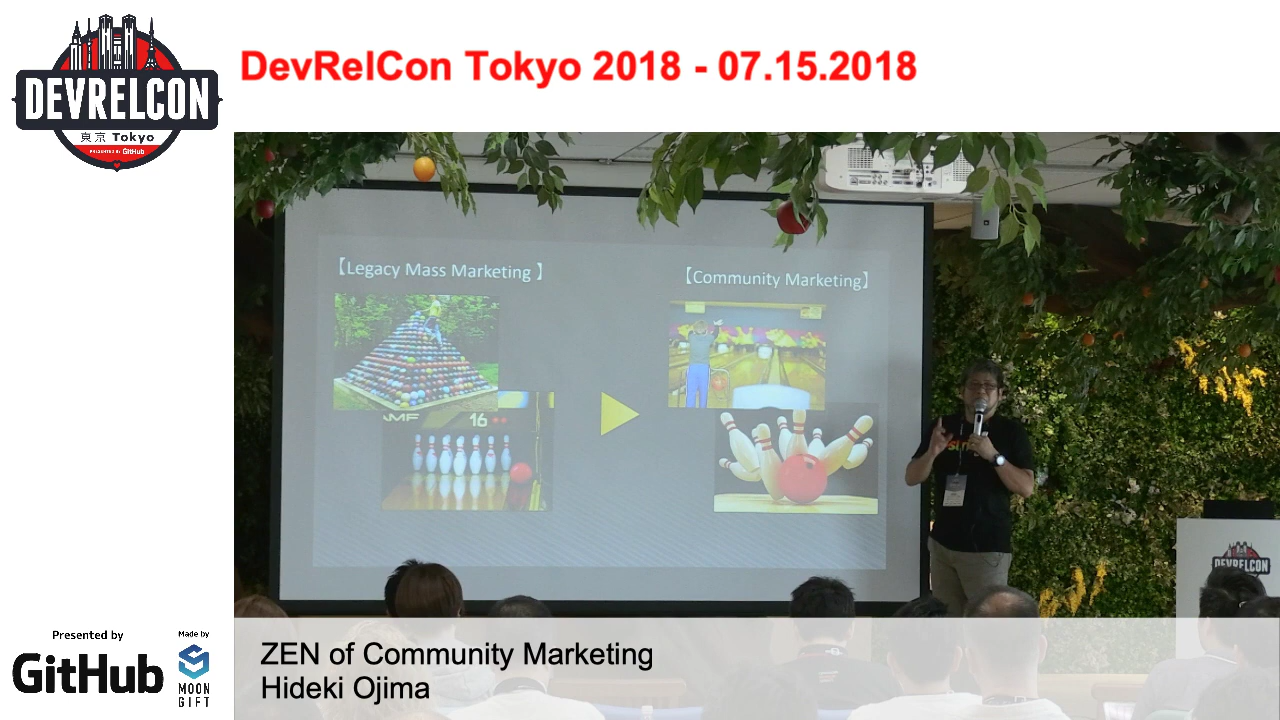 DEVRELCON
東京 Tokyo
PRESENTED BY GitHub
DevRelCon Tokyo 2018 - 07.15.2018
【Legacy Mass Marketing 】
【Community Marketing】
AMF
16
DEVRELCON
Presented by
GitHub
Made by
MOON
GIFT
ZEN of Community Marketing
Hideki Ojima